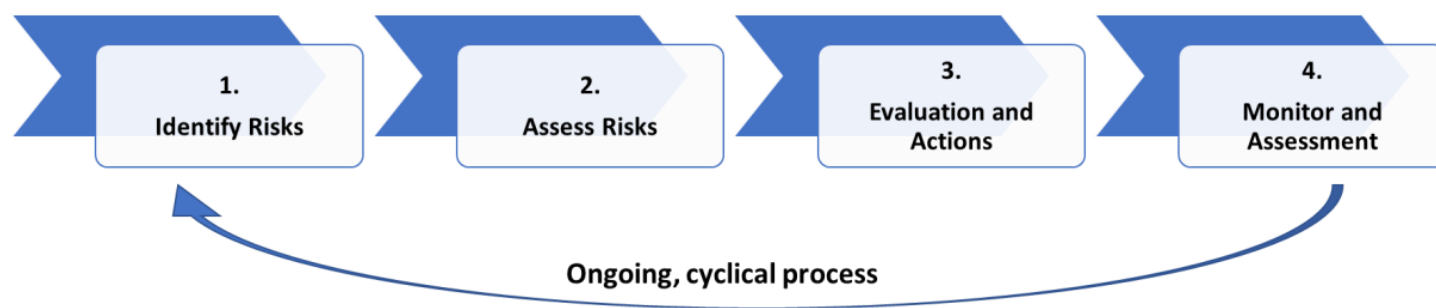 1.
Identify Risks
2.
Assess Risks
3.
Evaluation and
Actions
4.
Monitor and
Assessment
Ongoing, cyclical process